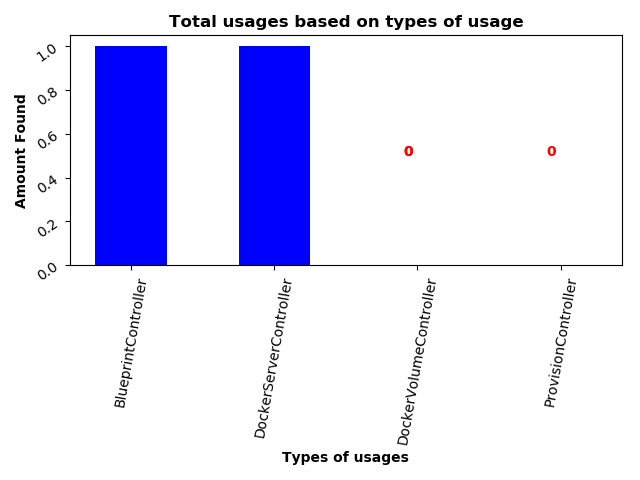 Total usages based on types of usage
Amount Found
1.0
0.8
0.6
0.4
0.2
0.0
0
0
BlueprintController
DockerServerController
DockerVolumeController
ProvisionController
Types of usages